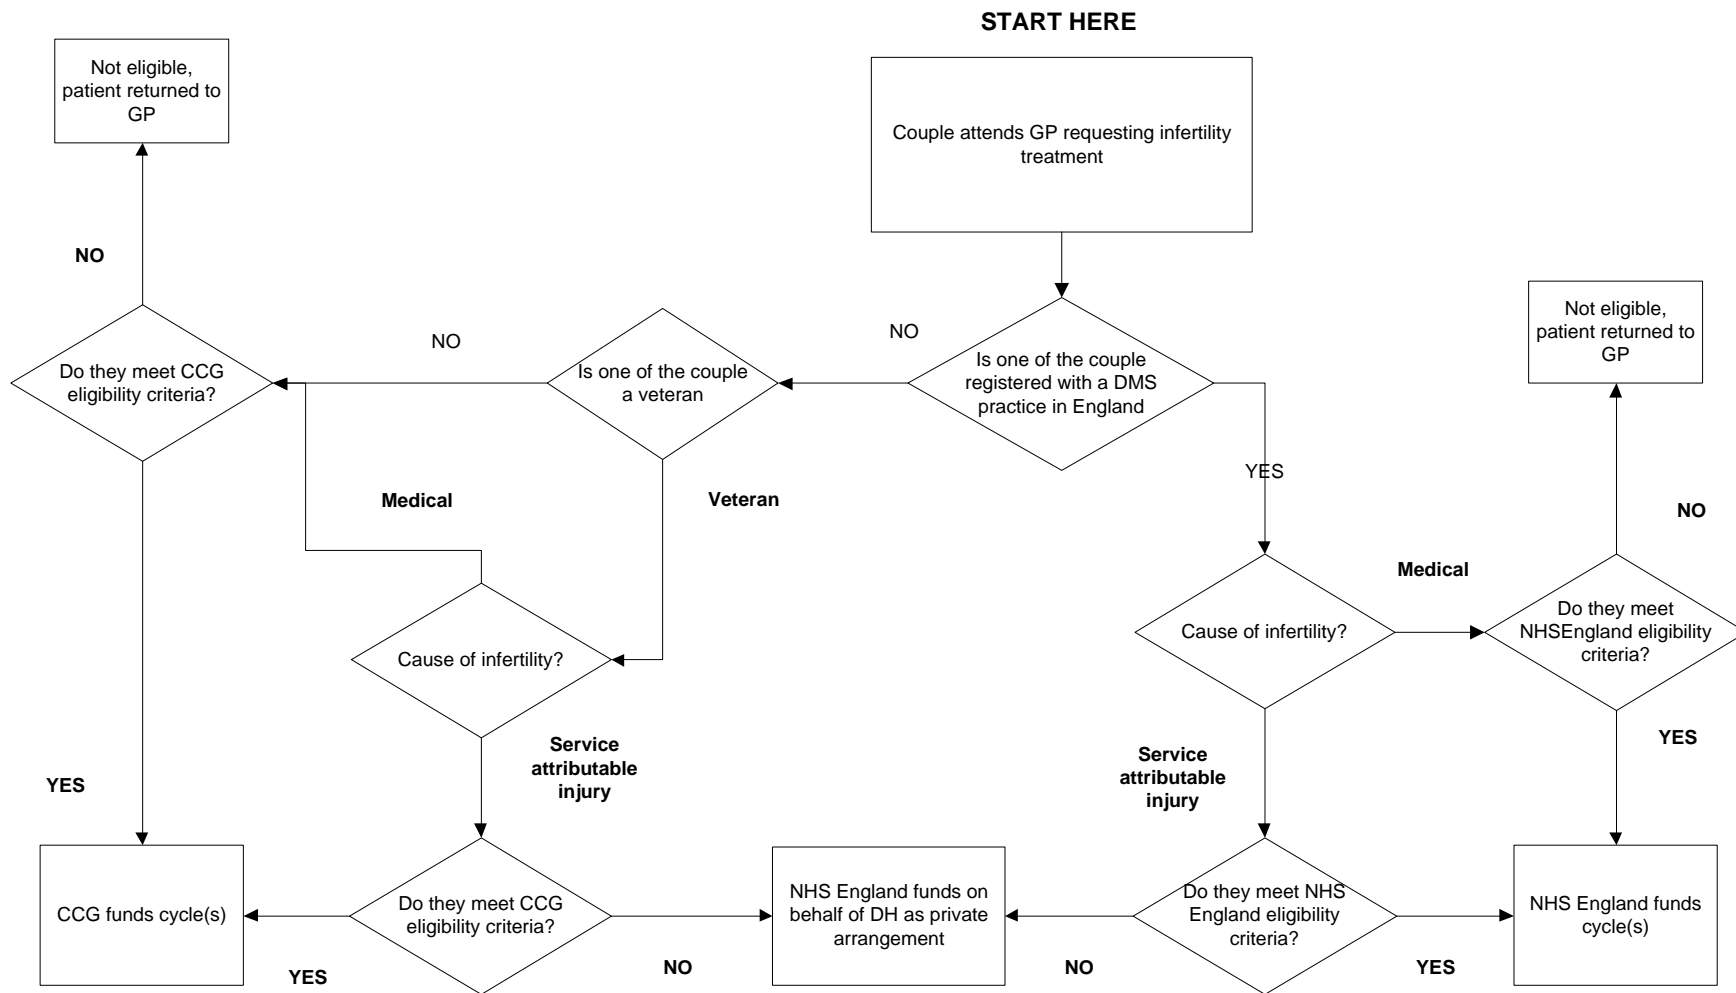 START HERE
Not eligible,
patient returned to
GP
Couple attends GP requesting infertility
treatment
NO
Not eligible,
patient returned to
GP
NO
NO
Do they meet CCG
eligibility criteria?
Is one of the couple
a veteran
Is one of the couple
registered with a DMS
practice in England
YES
Medical
Veteran
NO
Medical
Cause of infertility?
Cause of infertility?
Do they meet
NHSEngland eligibility
criteria?
Service
attributable
injury
Service
attributable
injury
YES
YES
CCG funds cycle(s)
Do they meet CCG
eligibility criteria?
NHS England funds on
behalf of DH as private
arrangement
Do they meet NHS
England eligibility
criteria?
NHS England funds
cycle(s)
YES
NO
NO
YES